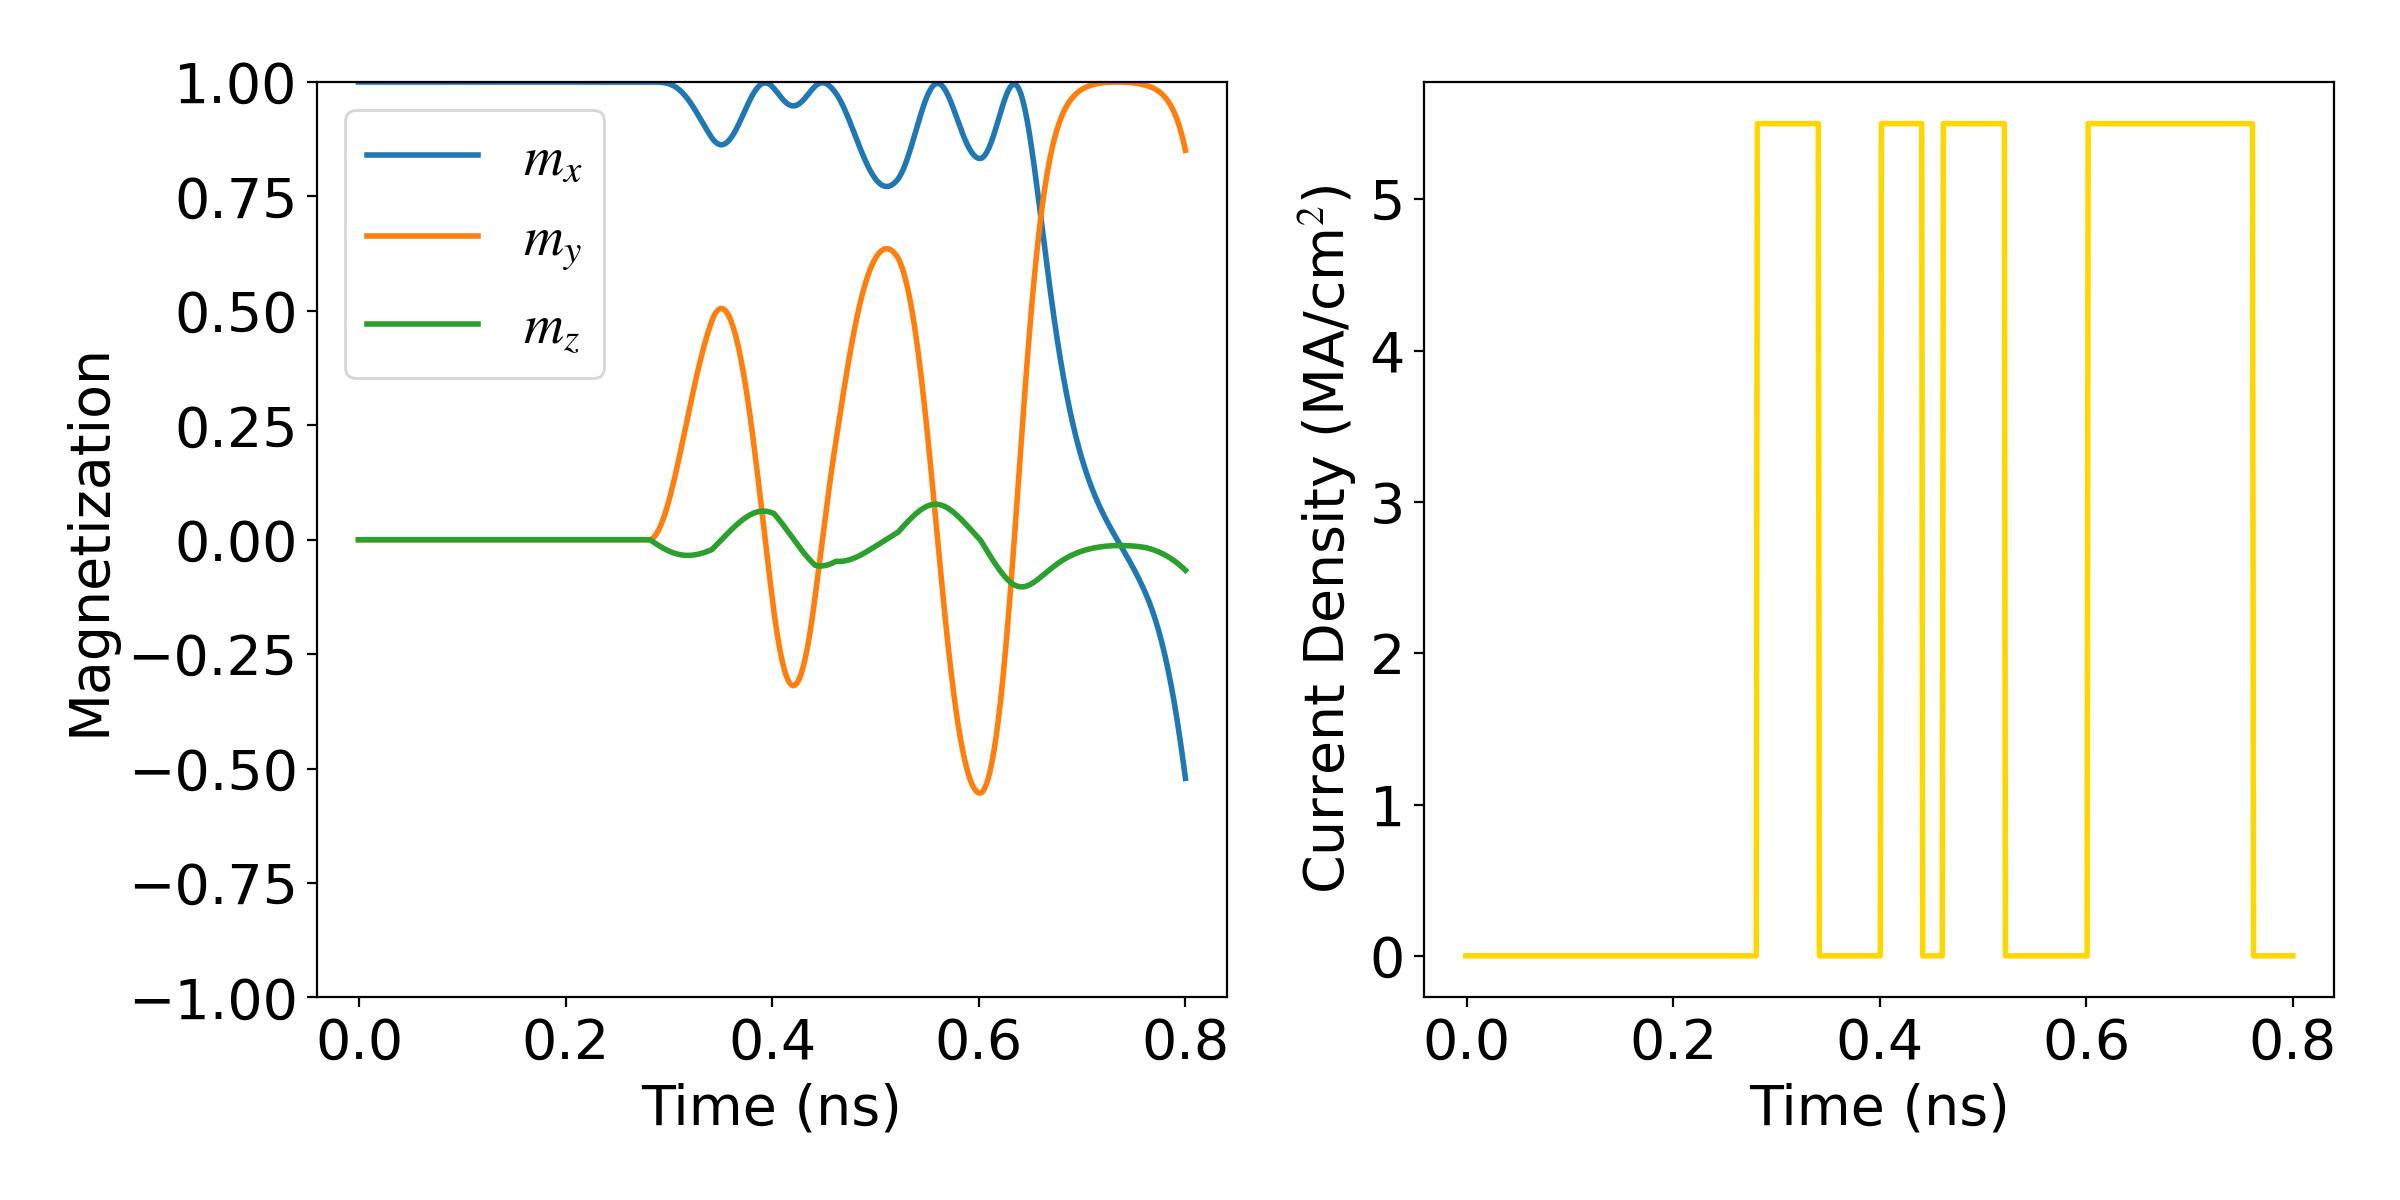 1.00
0.75
0.50
0.25
0.00
−0.25
−0.50
−0.75
−1.00
Magnetization
m_x
m_y
m_z
0.0 0.2 0.4 0.6 0.8
Time (ns)
5
4
3
2
1
0
Current Density (MA/cm²)
0.0 0.2 0.4 0.6 0.8
Time (ns)